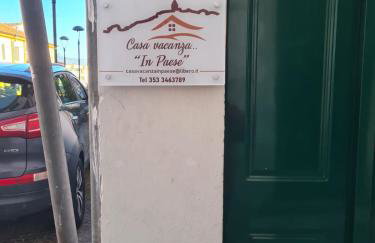 Casa vacanza..
"In Paese"
casavacanzainpaese@libero.it
Tel 353 3463789